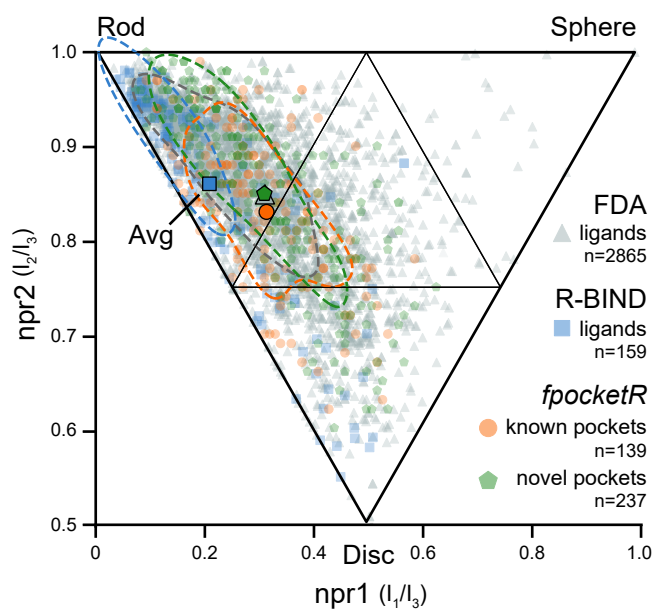 Rod
Sphere
1.0
0.9
0.8
0.7
0.6
0.5
npr2 (I₂/I₃)
Avg
FDA
ligands
n=2865
R-BIND
ligands
n=159
fpocketR
known pockets
n=139
novel pockets
n=237
Disc
0
0.2
0.4
0.6
0.8
1.0
npr1 (I₁/I₃)